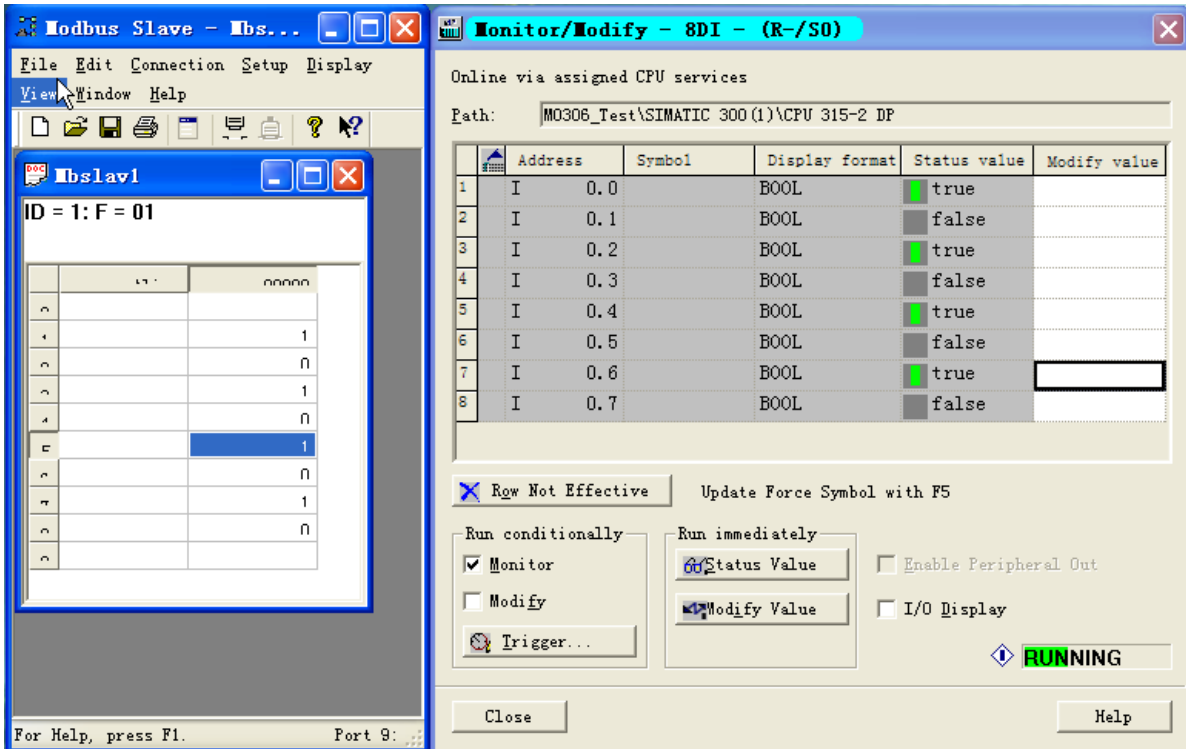 Modbus Slave - Mbs...
File Edit Connection Setup Display
View Window Help
Mbslav1
ID = 1: F = 01
00000
1
0
1
0
1
0
1
0
For Help, press F1.
Port 9:
Monitor/Modify - 8DI - (R-/S0)
Online via assigned CPU services
Path: M0306_Test\SIMATIC 300(1)\CPU 315-2 DP
Address Symbol Display format Status value Modify value
1 I 0.0 BOOL true
2 I 0.1 BOOL false
3 I 0.2 BOOL true
4 I 0.3 BOOL false
5 I 0.4 BOOL true
6 I 0.5 BOOL false
7 I 0.6 BOOL true
8 I 0.7 BOOL false
Row Not Effective Update Force Symbol with F5
Run conditionally Run immediately
Monitor Status Value Enable Peripheral Out
Modify Modify Value I/O Display
Trigger...
RUNNING
Close Help